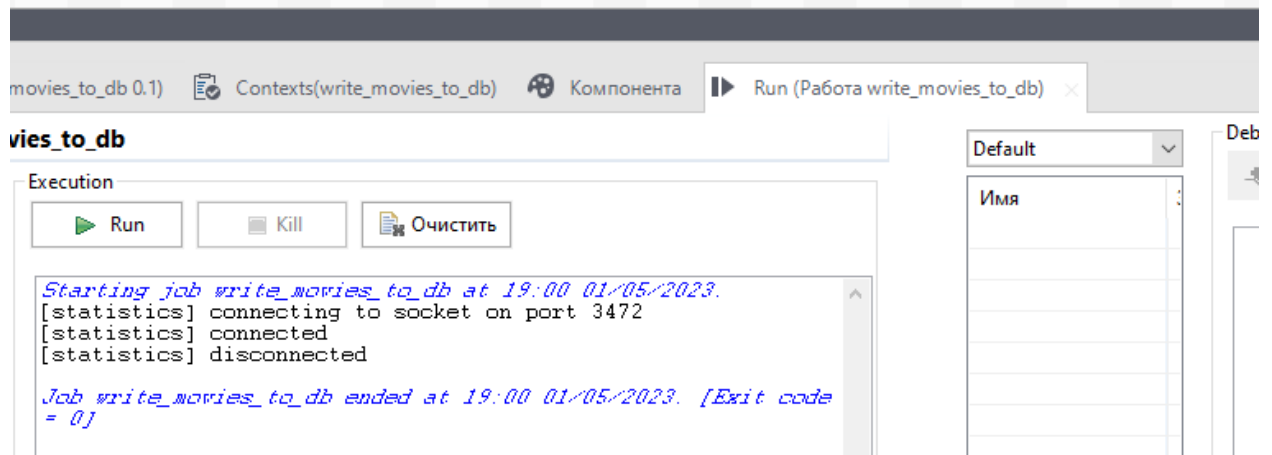 movies_to_db 0.1) Contexts(write_movies_to_db) Компонента Run (Работа write_movies_to_db)
vies_to_db
Default
Deb
Execution
Имя
Run Kill Очистить
Starting job write_movies_to_db at 19:00 01/05/2023.
[statistics] connecting to socket on port 3472
[statistics] connected
[statistics] disconnected
Job write_movies_to_db ended at 19:00 01/05/2023. [Exit code
= 0]